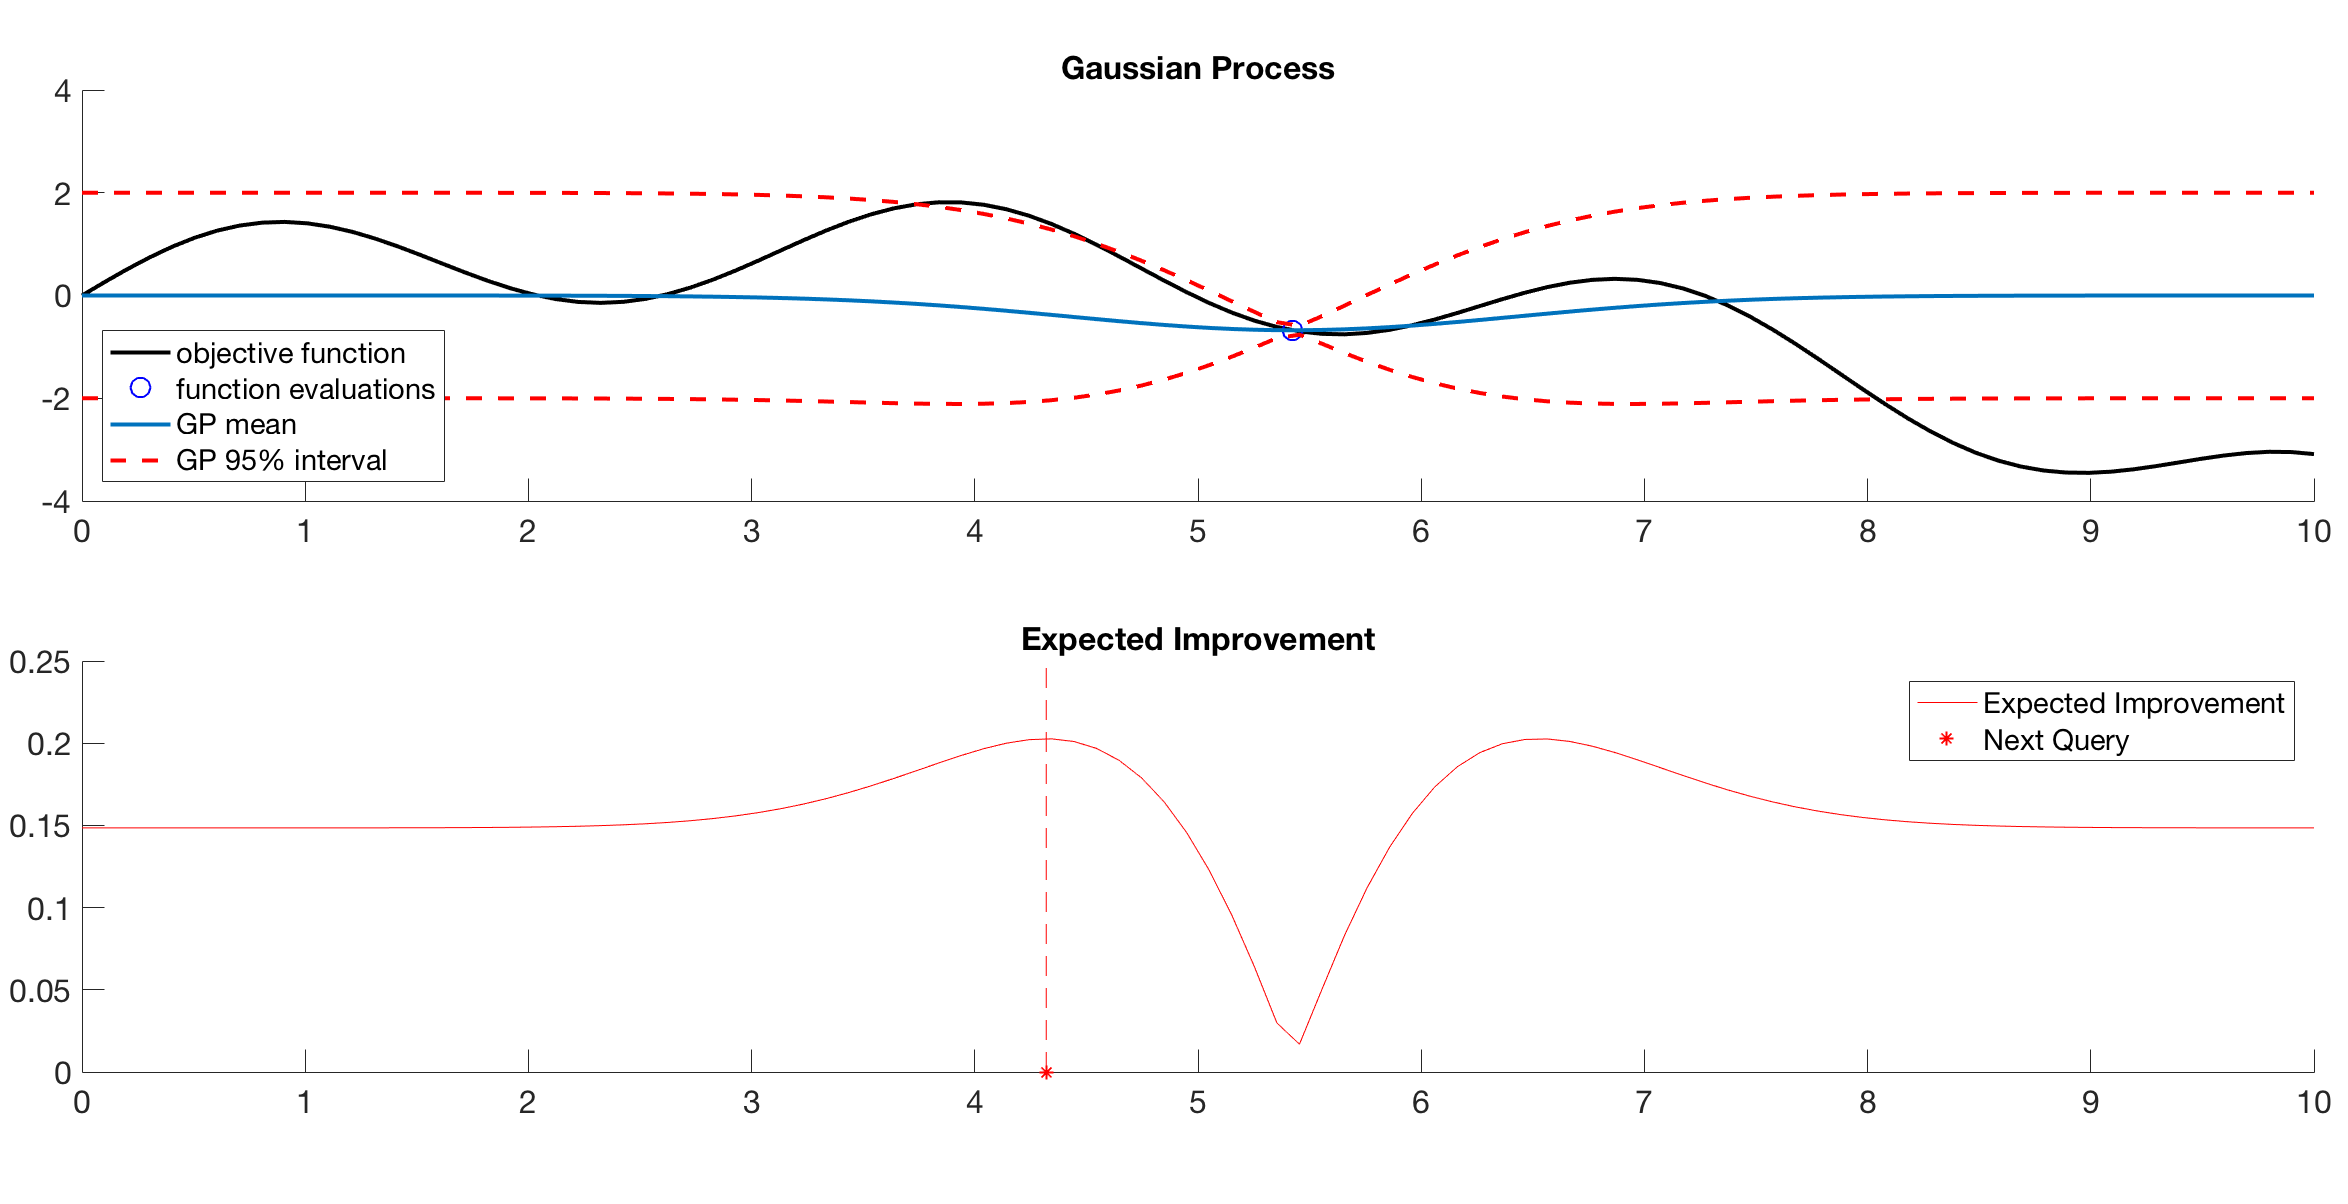 Gaussian Process
4
2
0
-2
-4
objective function
function evaluations
GP mean
GP 95% interval
0 1 2 3 4 5 6 7 8 9 10
Expected Improvement
0.25
0.2
0.15
0.1
0.05
0
Expected Improvement
Next Query
0 1 2 3 4 5 6 7 8 9 10